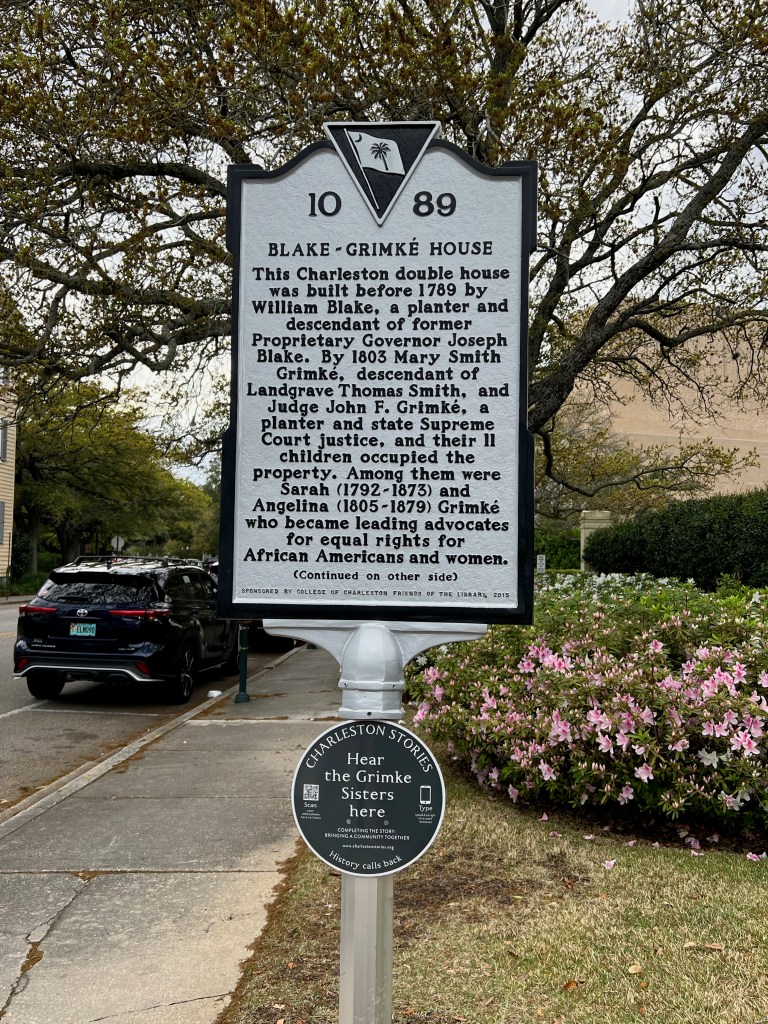 10 89
BLAKE-GRIMKÉ HOUSE
This Charleston double house
was built before 1789 by
William Blake, a planter and
descendant of former
Proprietary Governor Joseph
Blake. By 1803 Mary Smith
Grimké, descendant of
Landgrave Thomas Smith, and
Judge John F. Grimké, a
planter and state Supreme
Court justice, and their 11
children occupied the
property. Among them were
Sarah (1792-1873) and
Angelina (1805-1879) Grimké
who became leading advocates
for equal rights for
African Americans and women.
(Continued on other side)
SPONSORED BY COLLEGE OF CHARLESTON FRIENDS OF THE LIBRARY, 2015
CHARLESTON STORIES
Hear
the Grimke
Sisters
here
Scan
Type
COMPLETING THE STORY:
BRINGING A COMMUNITY TOGETHER
www.charlestonstories.org
History calls back